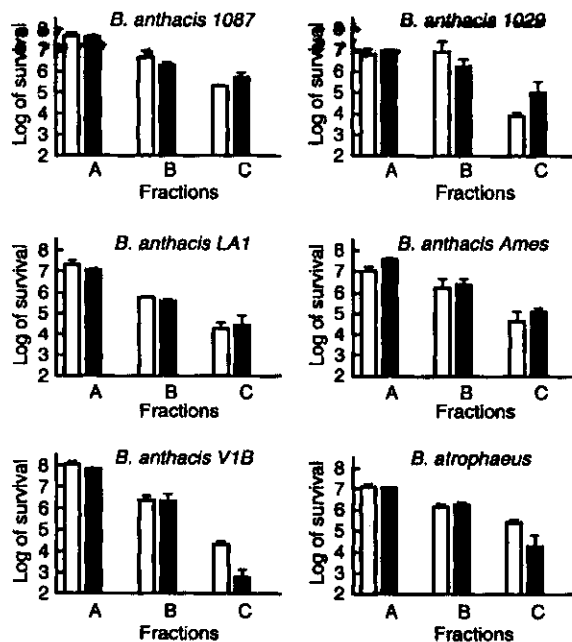 B. anthacis 1087
Log of survival
8
7
6
5
4
3
2
A B C
Fractions
B. anthacis 1029
Log of survival
8
7
6
5
4
3
2
A B C
Fractions
B. anthacis LA1
Log of survival
8
7
6
5
4
3
2
A B C
Fractions
B. anthacis Ames
Log of survival
8
7
6
5
4
3
2
A B C
Fractions
B. anthacis V1B
Log of survival
8
7
6
5
4
3
2
A B C
Fractions
B. atrophaeus
Log of survival
8
7
6
5
4
3
2
A B C
Fractions